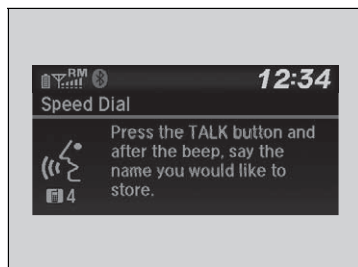 RM
12:34
Speed Dial
Press the TALK button and
after the beep, say the
name you would like to
store.
4